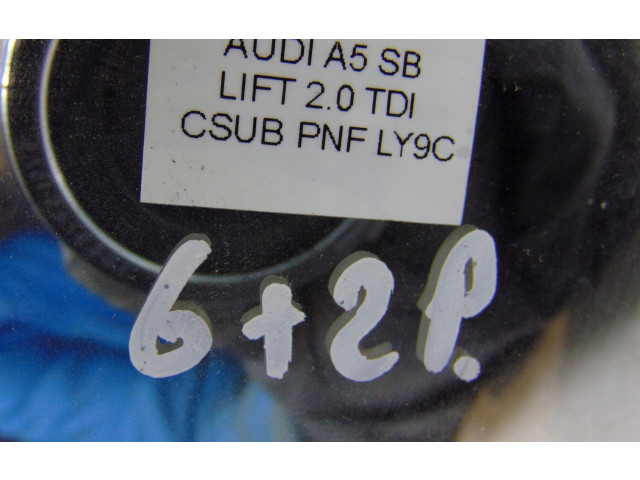 AUDI A5 SB
LIFT 2.0 TDI
CSUB PNF LY9C
6+2P.